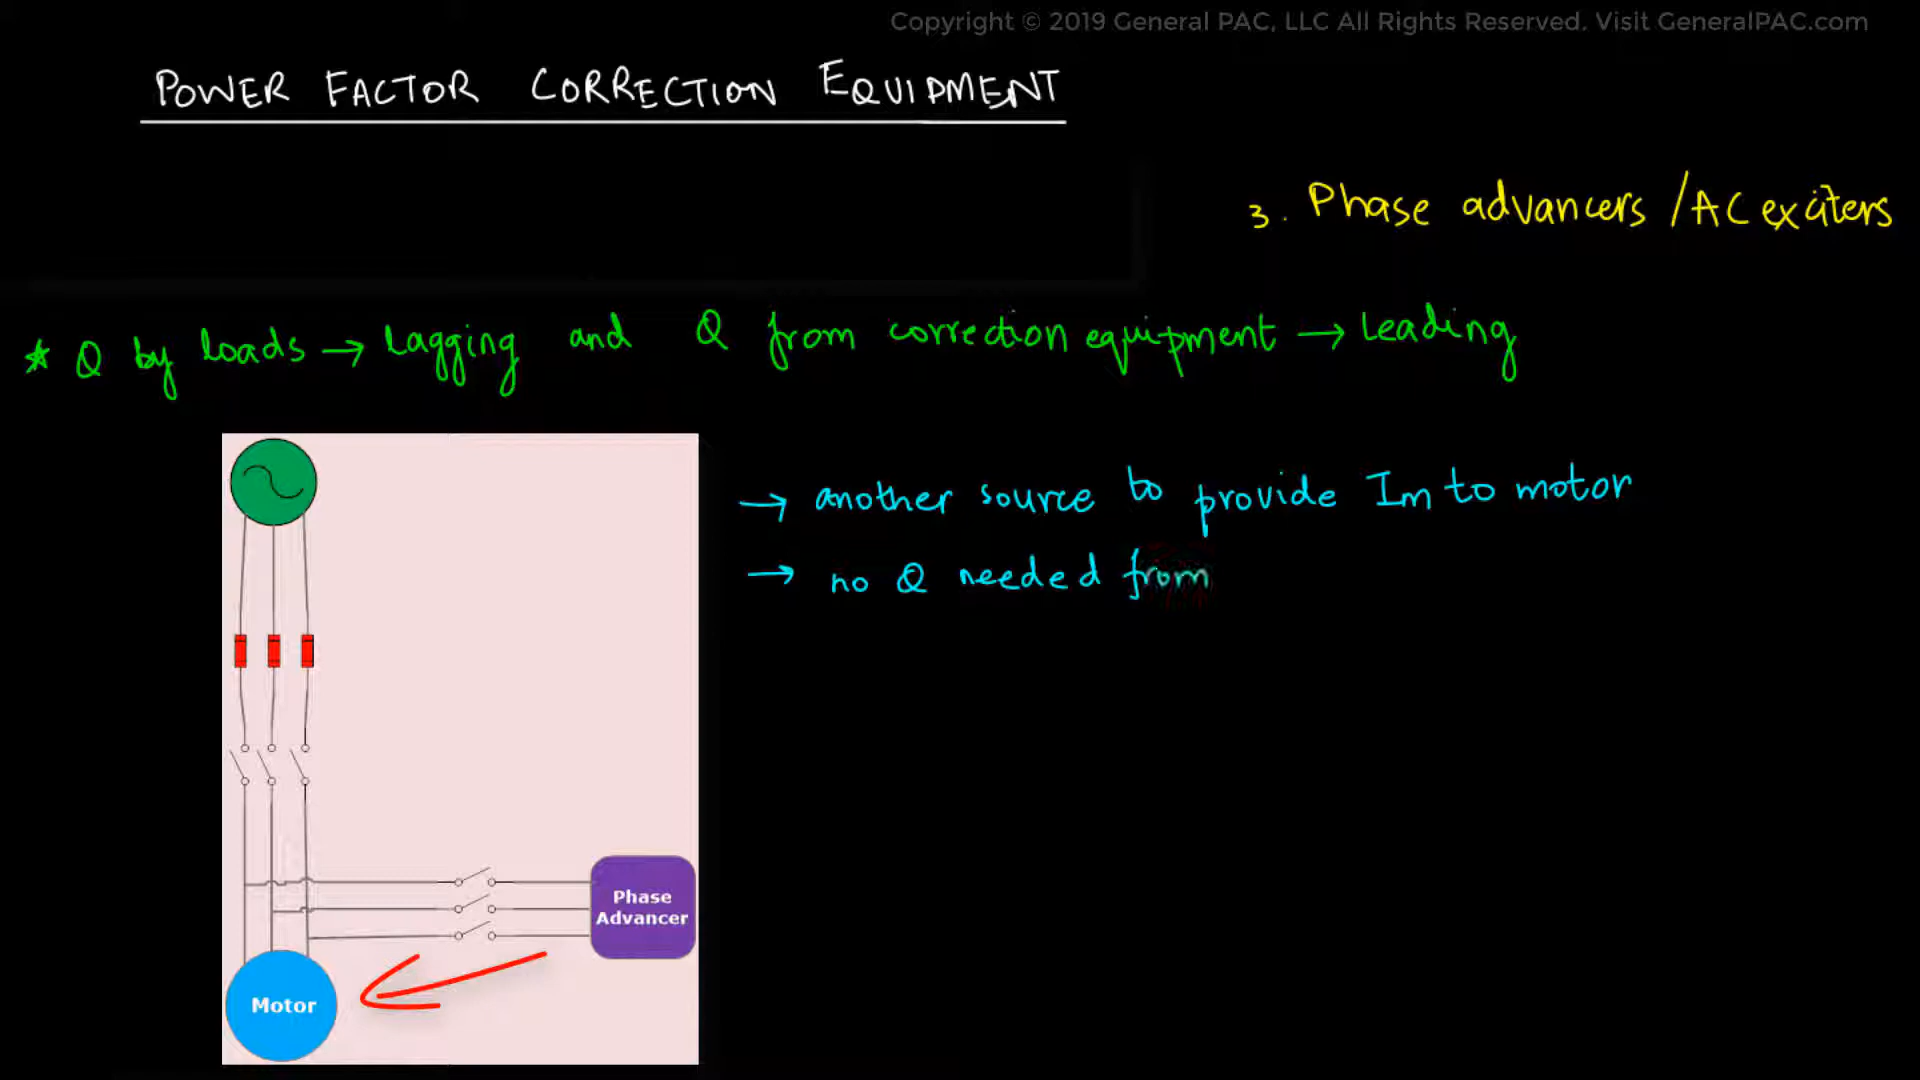 Copyright © 2019 General PAC, LLC All Rights Reserved. Visit GeneralPAC.com
POWER FACTOR CORRECTION EQUIPMENT
3. Phase advancers / AC exciters
* Q by loads → Lagging and Q from correction equipment → Leading
→ another source to provide Im to motor
→ no Q needed from
Phase
Advancer
Motor